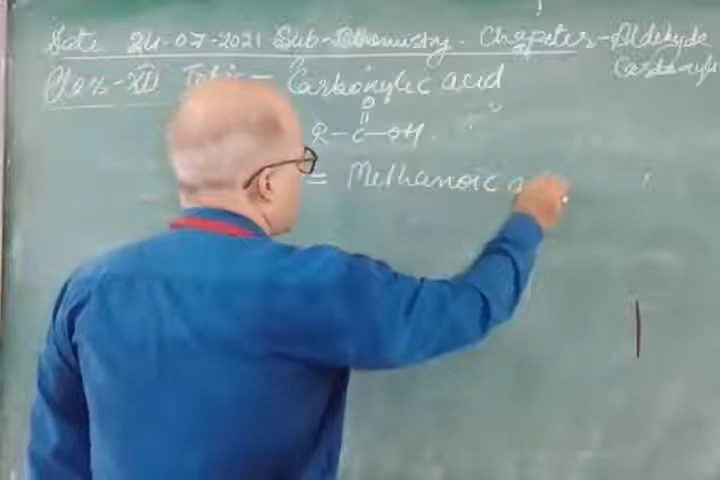 Date 24-07-2021 Sub-Chemistry. Chapter-Aldehyde
Carboxylic
Class-XII Topic- Carboxylic acid
O
R-C-OH.
= Methanoic a